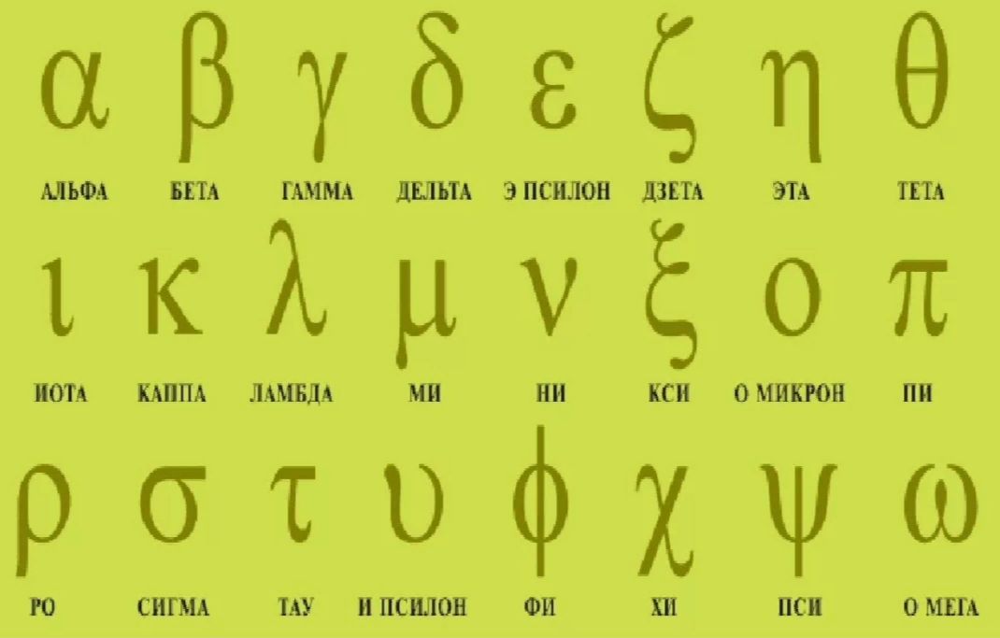 α β γ δ ε ζ η θ
АЛЬФА БЕТА ГАММА ДЕЛЬТА Э ПСИЛОН ДЗЕТА ЭТА ТЕТА
ι κ λ μ ν ξ ο π
ИОТА КАППА ЛАМБДА МИ НИ КСИ О МИКРОН ПИ
ρ σ τ υ ϕ χ ψ ω
РО СИГМА ТАУ И ПСИЛОН ФИ ХИ ПСИ О МЕГА